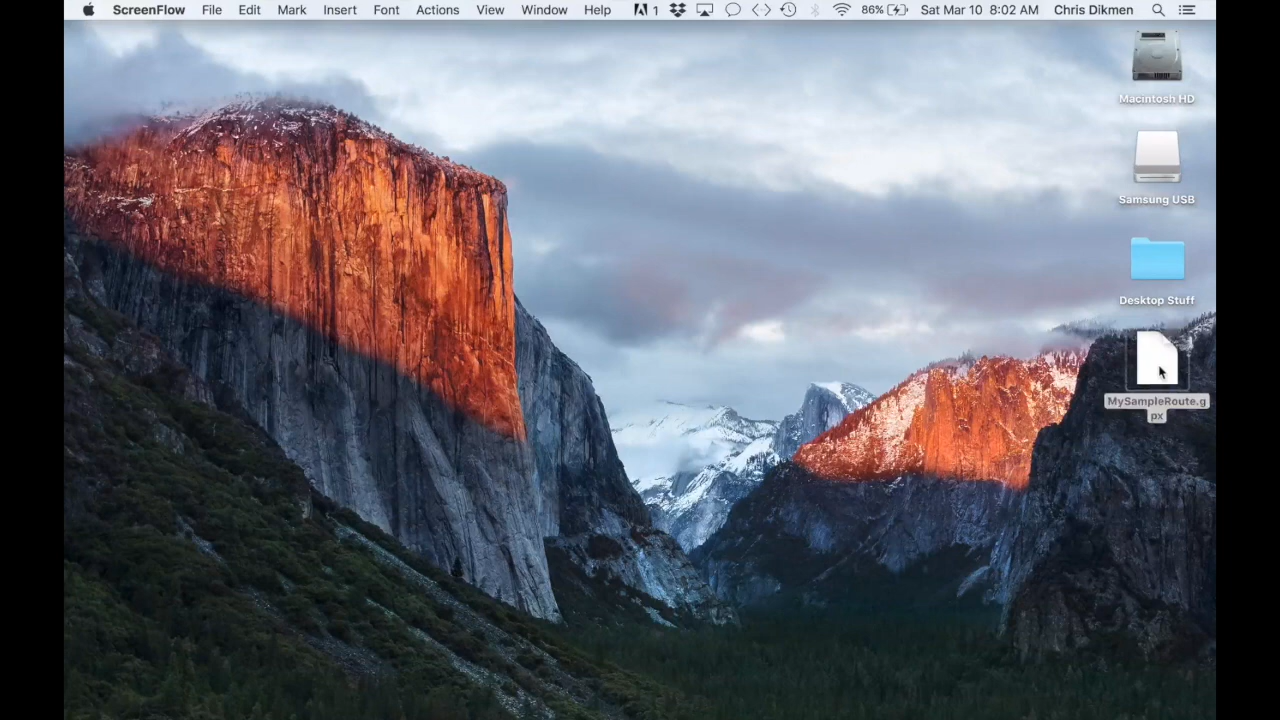 ScreenFlow File Edit Mark Insert Font Actions View Window Help 1 86% Sat Mar 10 8:02 AM Chris Dikmen
Macintosh HD
Samsung USB
Desktop Stuff
MySampleRoute.g
px